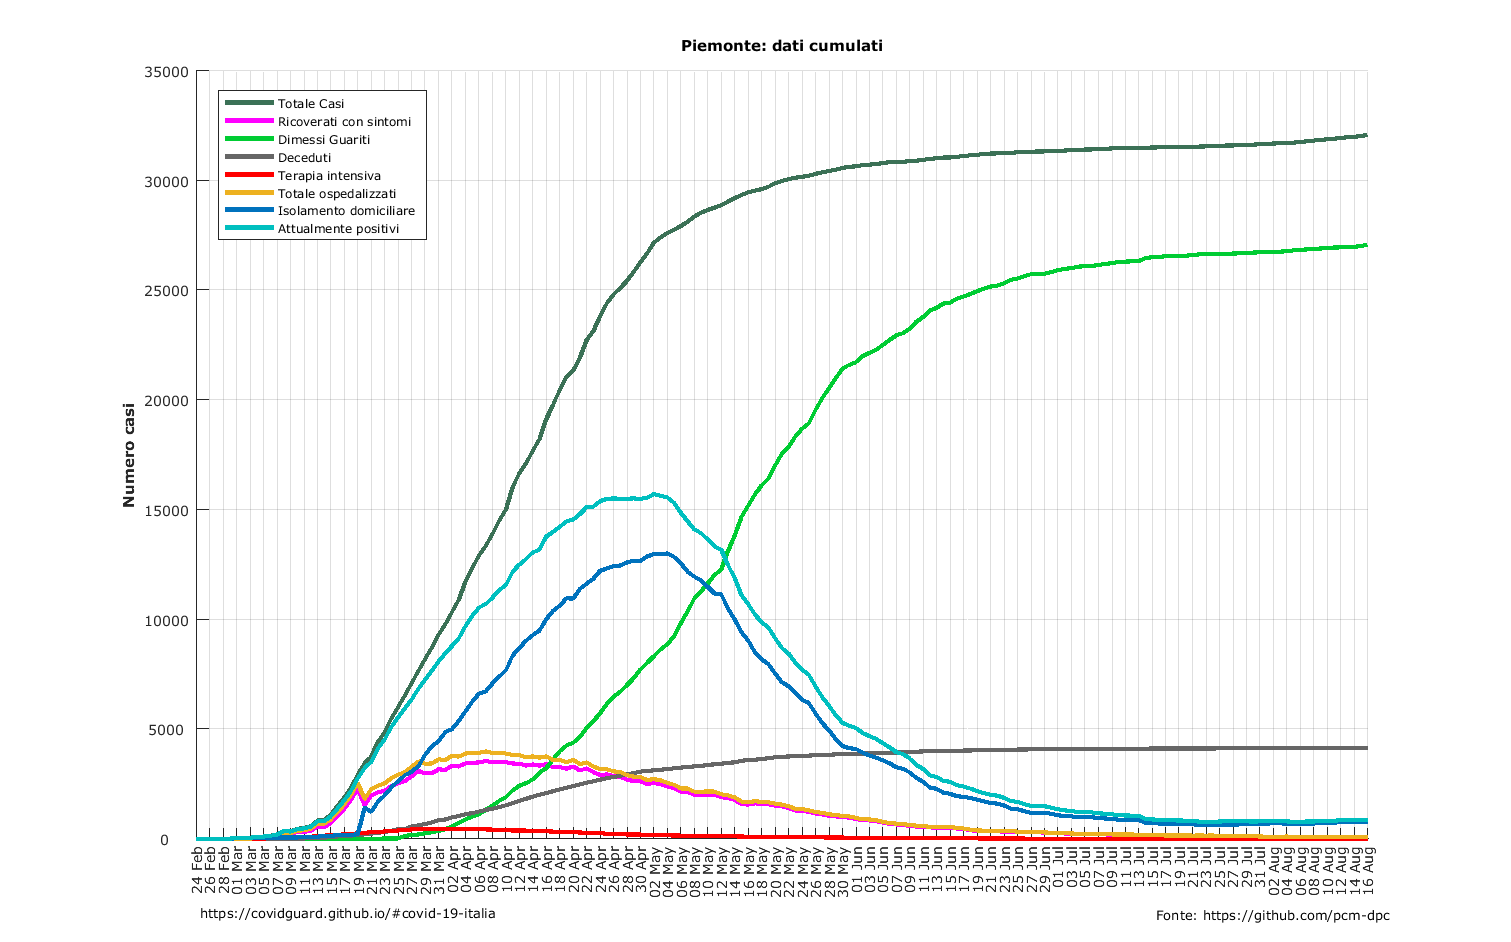 Piemonte: dati cumulati
35000
30000
25000
20000
15000
10000
5000
0
Numero casi
Totale Casi
Ricoverati con sintomi
Dimessi Guariti
Deceduti
Terapia intensiva
Totale ospedalizzati
Isolamento domiciliare
Attualmente positivi
24 Feb
26 Feb
28 Feb
01 Mar
03 Mar
05 Mar
07 Mar
09 Mar
11 Mar
13 Mar
15 Mar
17 Mar
19 Mar
21 Mar
23 Mar
25 Mar
27 Mar
29 Mar
31 Mar
02 Apr
04 Apr
06 Apr
08 Apr
10 Apr
12 Apr
14 Apr
16 Apr
18 Apr
20 Apr
22 Apr
24 Apr
26 Apr
28 Apr
30 Apr
02 May
04 May
06 May
08 May
10 May
12 May
14 May
16 May
18 May
20 May
22 May
24 May
26 May
28 May
30 May
01 Jun
03 Jun
05 Jun
07 Jun
09 Jun
11 Jun
13 Jun
15 Jun
17 Jun
19 Jun
21 Jun
23 Jun
25 Jun
27 Jun
29 Jun
01 Jul
03 Jul
05 Jul
07 Jul
09 Jul
11 Jul
13 Jul
15 Jul
17 Jul
19 Jul
21 Jul
23 Jul
25 Jul
27 Jul
29 Jul
31 Jul
02 Aug
04 Aug
06 Aug
08 Aug
10 Aug
12 Aug
14 Aug
16 Aug
https://covidguard.github.io/#covid-19-italia
Fonte: https://github.com/pcm-dpc